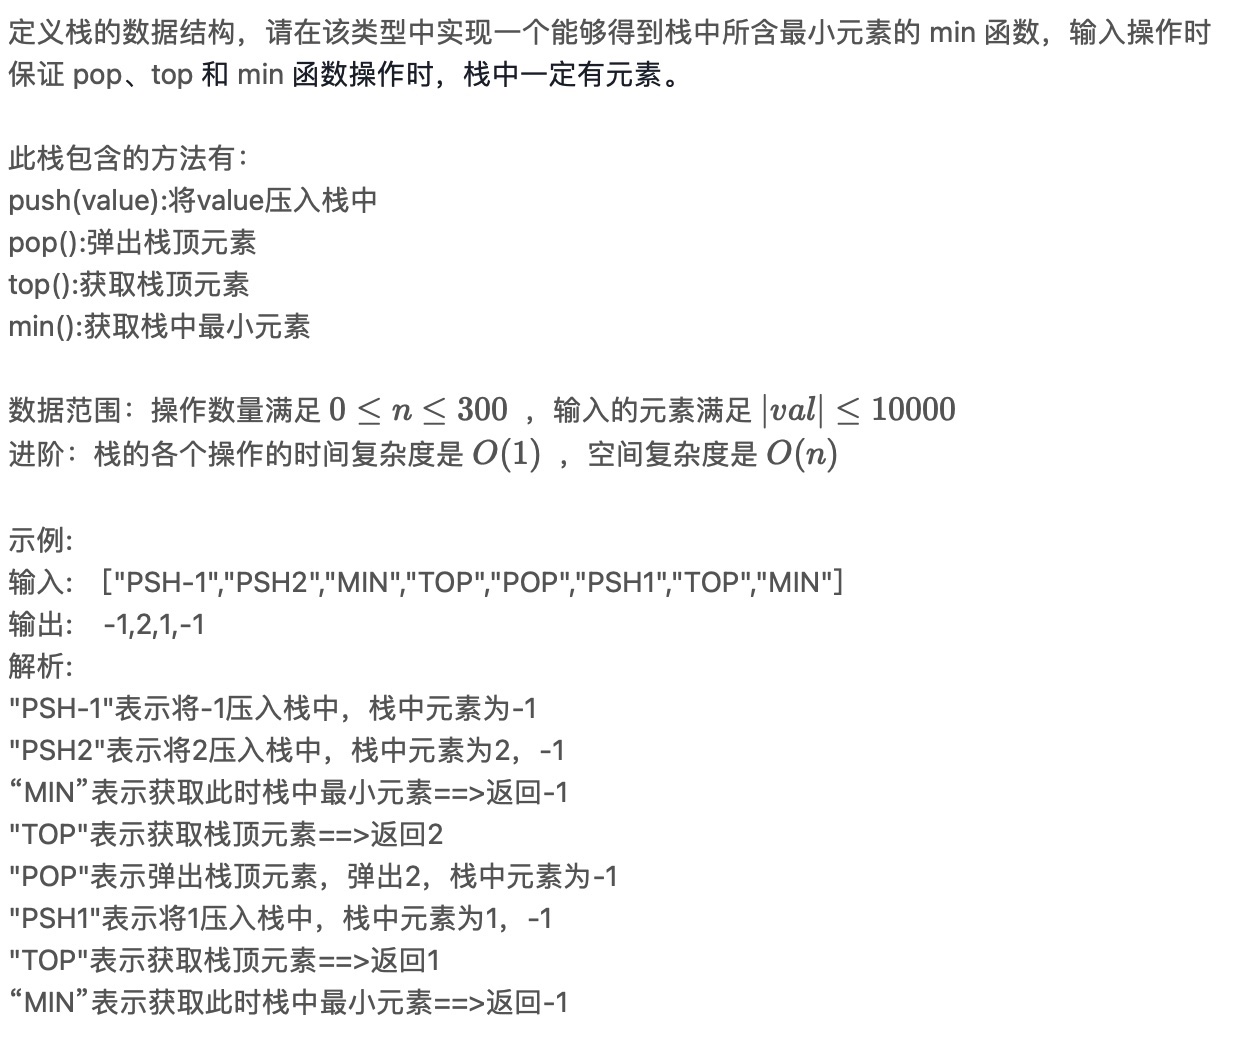 定义栈的数据结构，请在该类型中实现一个能够得到栈中所含最小元素的 min 函数，输入操作时
保证 pop、top 和 min 函数操作时，栈中一定有元素。
此栈包含的方法有：
push(value):将value压入栈中
pop():弹出栈顶元素
top():获取栈顶元素
min():获取栈中最小元素
数据范围：操作数量满足 0 ≤ n ≤ 300 ，输入的元素满足 |val| ≤ 10000
进阶：栈的各个操作的时间复杂度是 O(1) ，空间复杂度是 O(n)
示例:
输入: ["PSH-1","PSH2","MIN","TOP","POP","PSH1","TOP","MIN"]
输出: -1,2,1,-1
解析:
"PSH-1"表示将-1压入栈中，栈中元素为-1
"PSH2"表示将2压入栈中，栈中元素为2，-1
“MIN”表示获取此时栈中最小元素==>返回-1
"TOP"表示获取栈顶元素==>返回2
"POP"表示弹出栈顶元素，弹出2，栈中元素为-1
"PSH1"表示将1压入栈中，栈中元素为1，-1
"TOP"表示获取栈顶元素==>返回1
“MIN”表示获取此时栈中最小元素==>返回-1